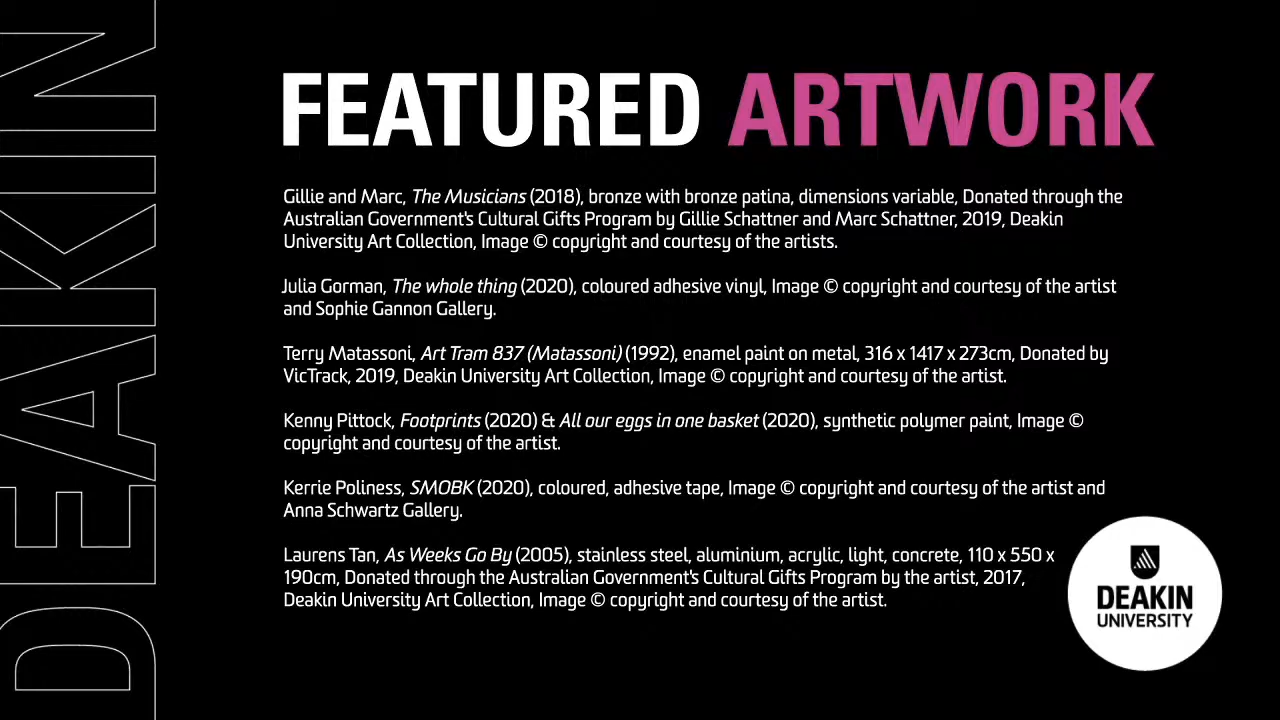 DEAKIN
FEATURED ARTWORK
Gillie and Marc, The Musicians (2018), bronze with bronze patina, dimensions variable, Donated through the
Australian Government's Cultural Gifts Program by Gillie Schattner and Marc Schattner, 2019, Deakin
University Art Collection, Image © copyright and courtesy of the artists.
Julia Gorman, The whole thing (2020), coloured adhesive vinyl, Image © copyright and courtesy of the artist
and Sophie Gannon Gallery.
Terry Matassoni, Art Tram 837 (Matassoni) (1992), enamel paint on metal, 316 x 1417 x 273cm, Donated by
VicTrack, 2019, Deakin University Art Collection, Image © copyright and courtesy of the artist.
Kenny Pittock, Footprints (2020) & All our eggs in one basket (2020), synthetic polymer paint, Image ©
copyright and courtesy of the artist.
Kerrie Poliness, SMOBK (2020), coloured, adhesive tape, Image © copyright and courtesy of the artist and
Anna Schwartz Gallery.
Laurens Tan, As Weeks Go By (2005), stainless steel, aluminium, acrylic, light, concrete, 110 x 550 x
190cm, Donated through the Australian Government's Cultural Gifts Program by the artist, 2017,
Deakin University Art Collection, Image © copyright and courtesy of the artist.
DEAKIN
UNIVERSITY